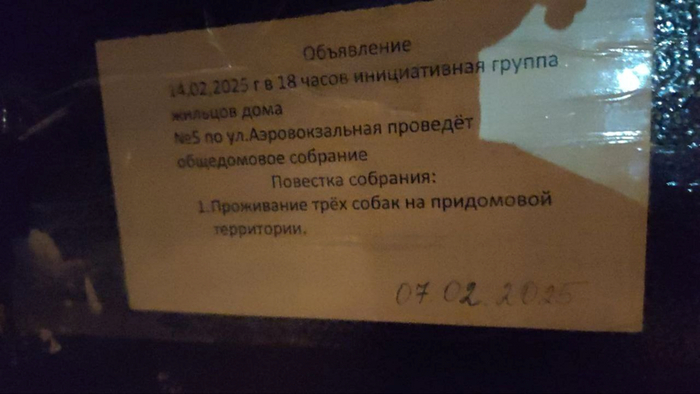 Объявление
14.02.2025 г в 18 часов инициативная группа
жильцов дома
№5 по ул.Аэровокзальная проведёт
общедомовое собрание
Повестка собрания:
1.Проживание трёх собак на придомовой
территории.
07 02.2025